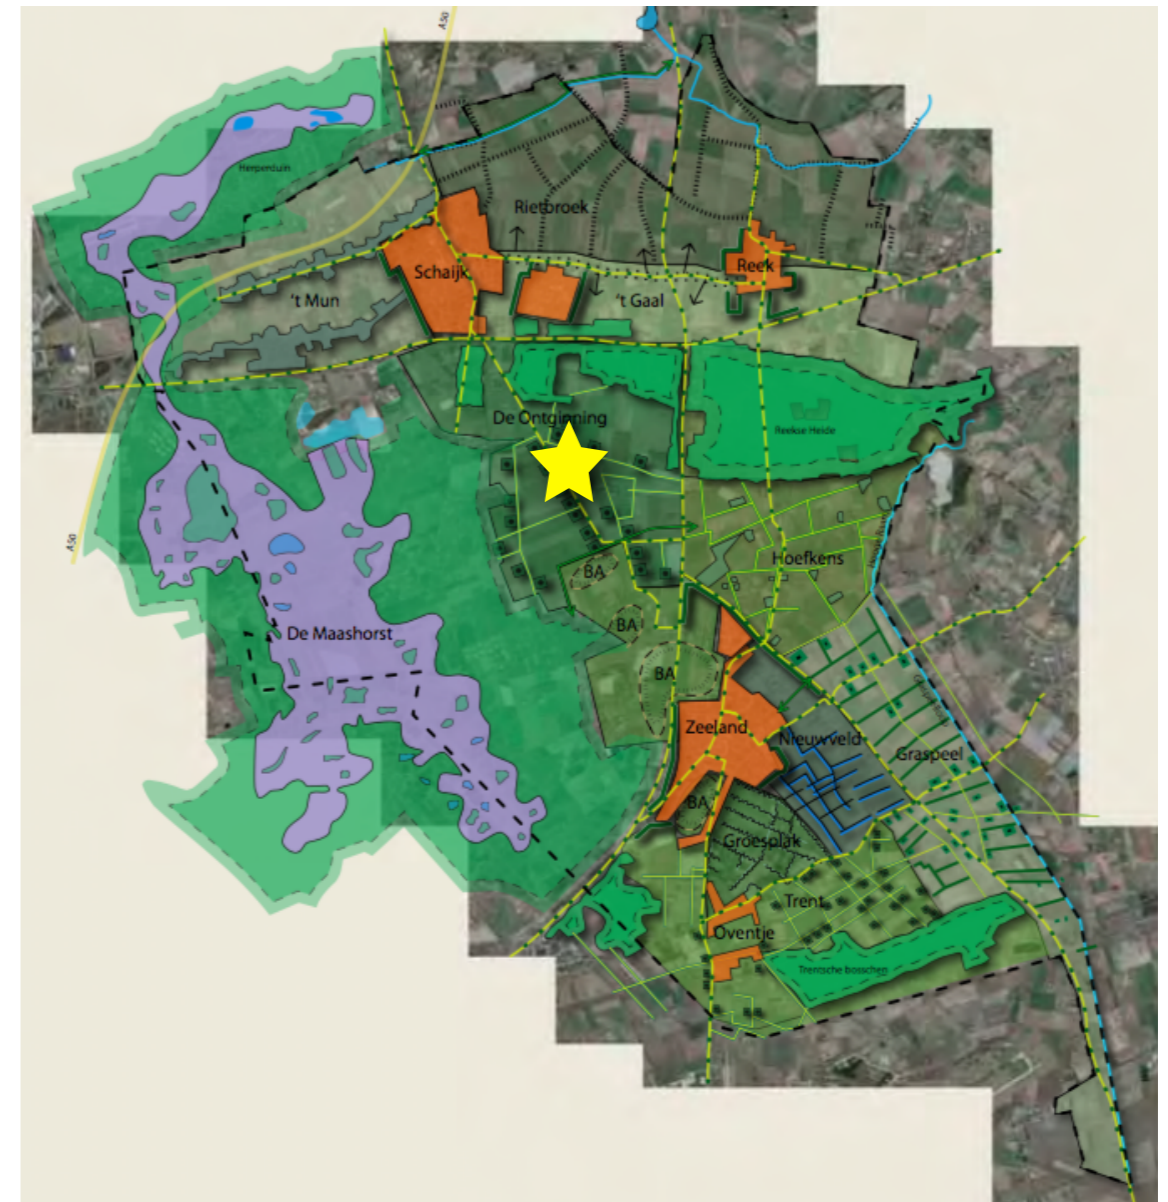 A50
Herperduin
Rietbroek
Schaijk
Reek
't Mun
't Gaal
De Ontginning
Reekse Heide
A50
Hoefkens
BA
De Maashorst
BA
BA
Zeeland
Nieuwveld
Graspeel
BA
Groesplak
Trent
Oventje
Trentsche bosschen